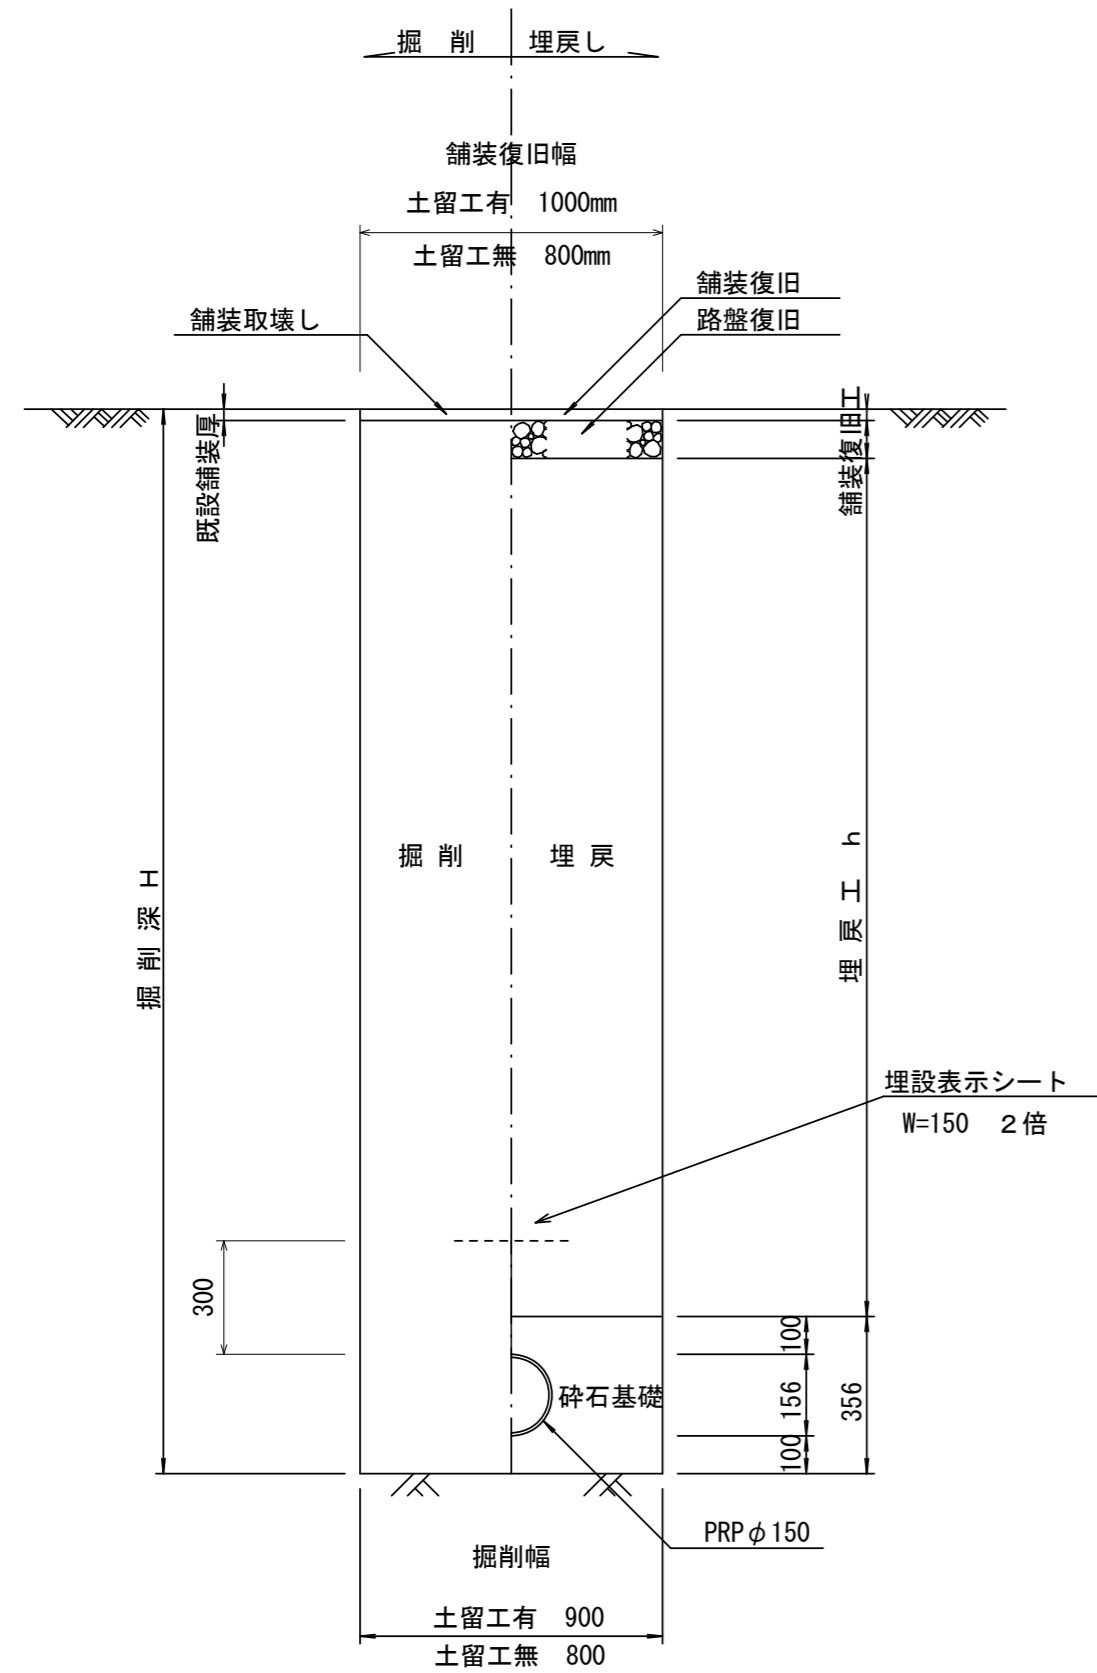 掘 削 埋戻し
舗装復旧幅
土留工有 1000mm
土留工無 800mm
舗装復旧
舗装取壊し
路盤復旧
既設舗装厚
舗装復旧工
掘削
埋戻
掘削深 H
埋戻工 h
埋設表示シート
W=150 2倍
300
100
砕石基礎
156
356
100
PRPφ150
掘削幅
土留工有 900
土留工無 800